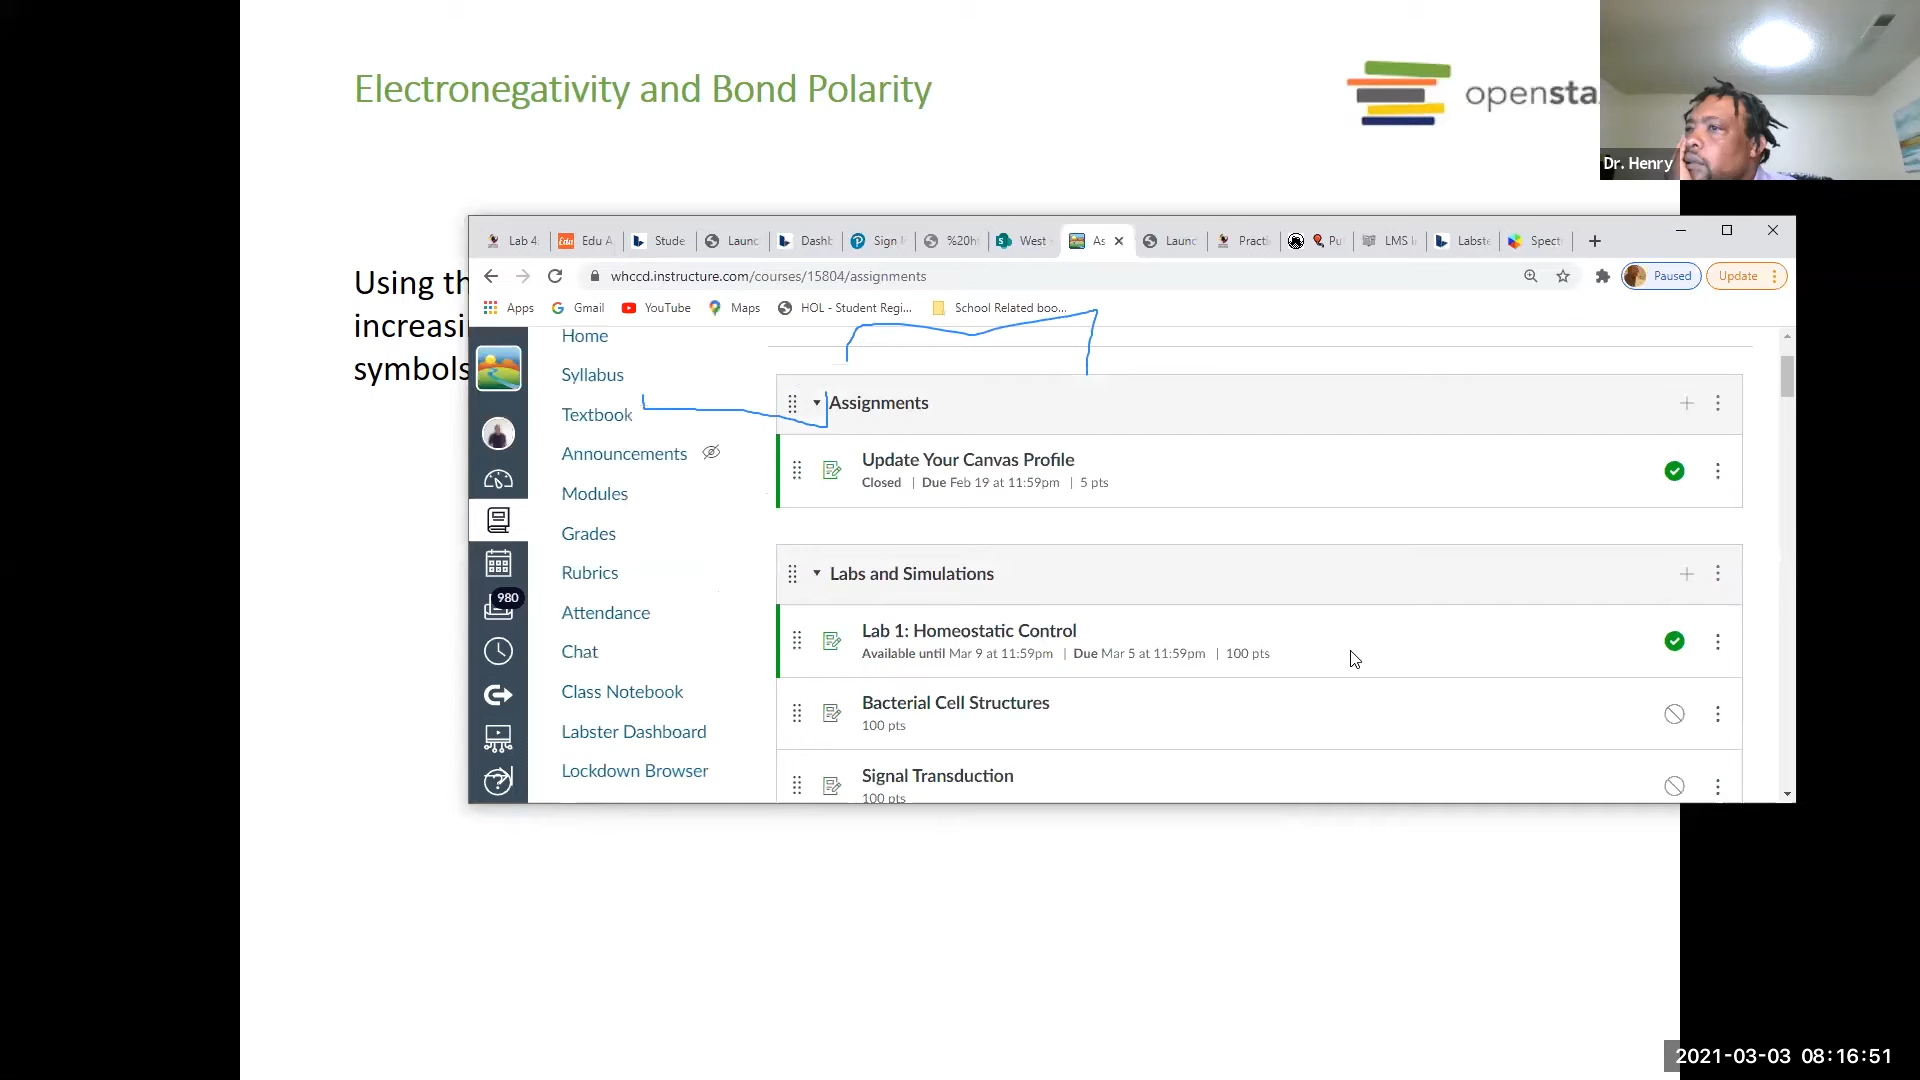 Electronegativity and Bond Polarity
opensta
Dr. Henry
Using th
increasi
symbols
Lab 4
Edu
Edu A
Stude
Launc
Dashb
Sign I
%20h
West
As
Launc
Practi
Pu
LMS I
Labste
Spect
whccd.instructure.com/courses/15804/assignments
Paused
Update
Apps
Gmail
YouTube
Maps
HOL - Student Regi...
School Related boo...
Home
Syllabus
Textbook
Announcements
Modules
Grades
Rubrics
Attendance
Chat
Class Notebook
Labster Dashboard
Lockdown Browser
980
Assignments
Update Your Canvas Profile
Closed | Due Feb 19 at 11:59pm | 5 pts
Labs and Simulations
Lab 1: Homeostatic Control
Available until Mar 9 at 11:59pm | Due Mar 5 at 11:59pm | 100 pts
Bacterial Cell Structures
100 pts
Signal Transduction
100 pts
2021-03-03 08:16:51